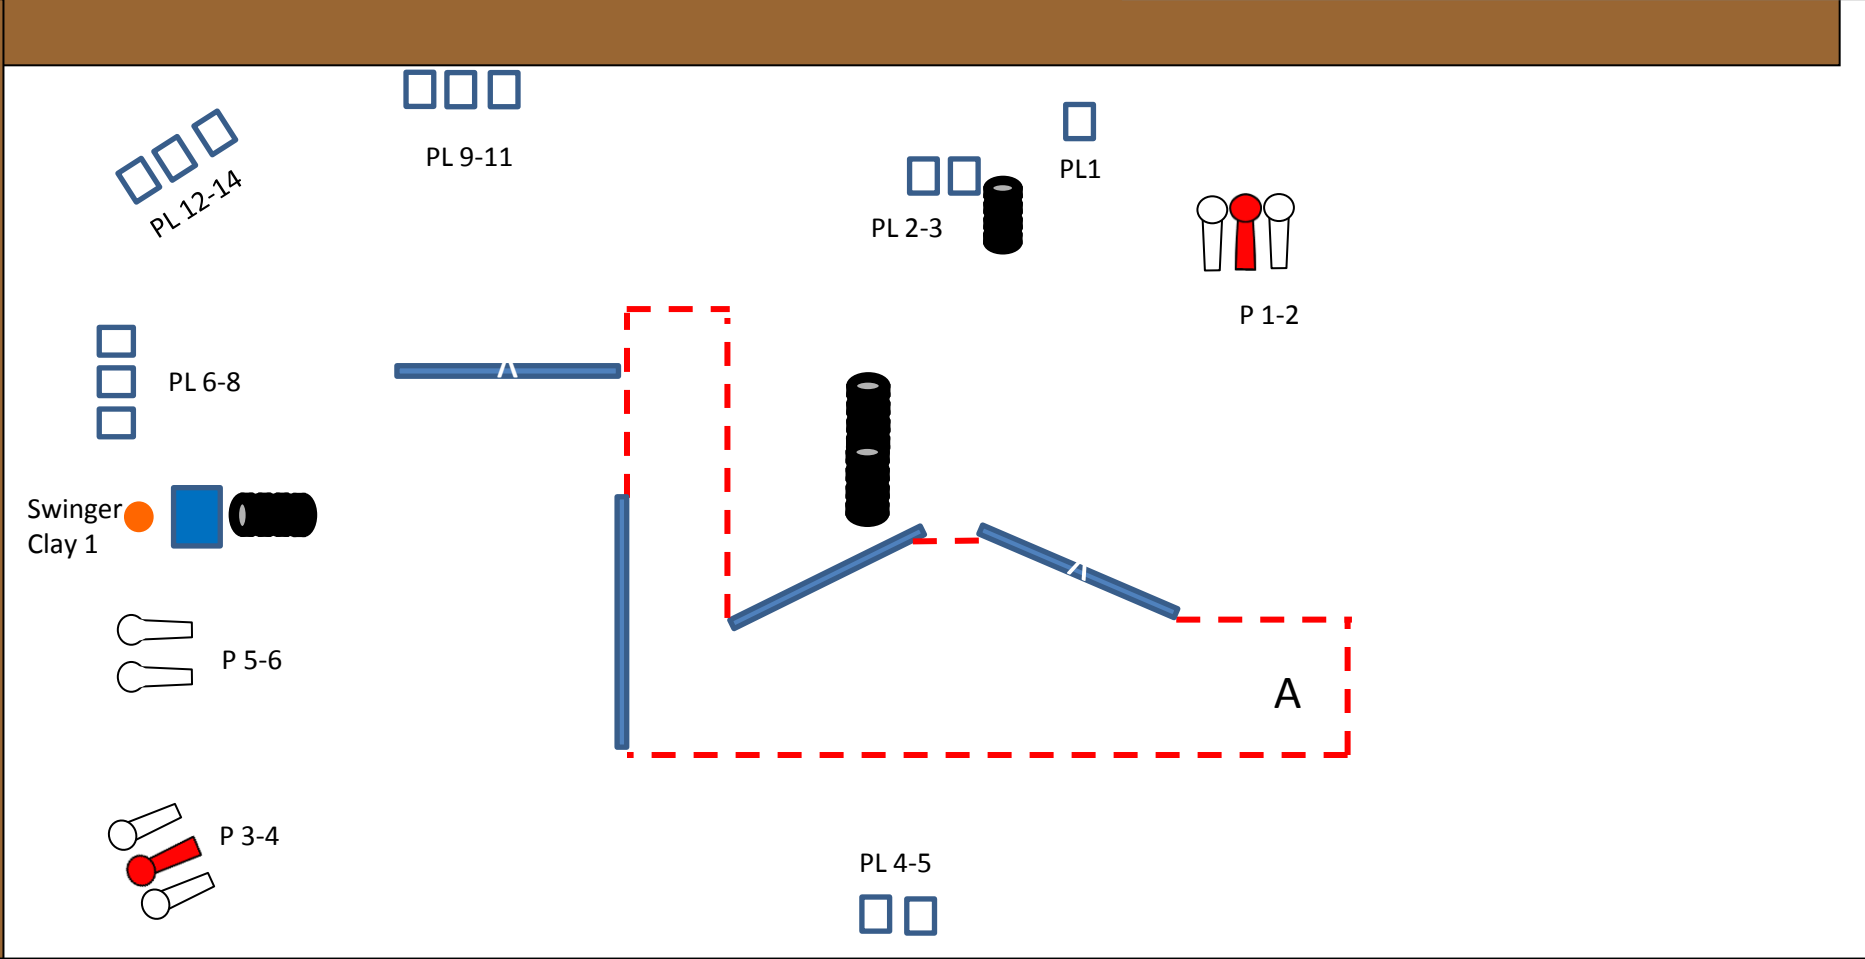 PL 9-11
PL1
PL 12-14
PL 2-3
P 1-2
PL 6-8
Swinger
Clay 1
P 5-6
A
P 3-4
PL 4-5